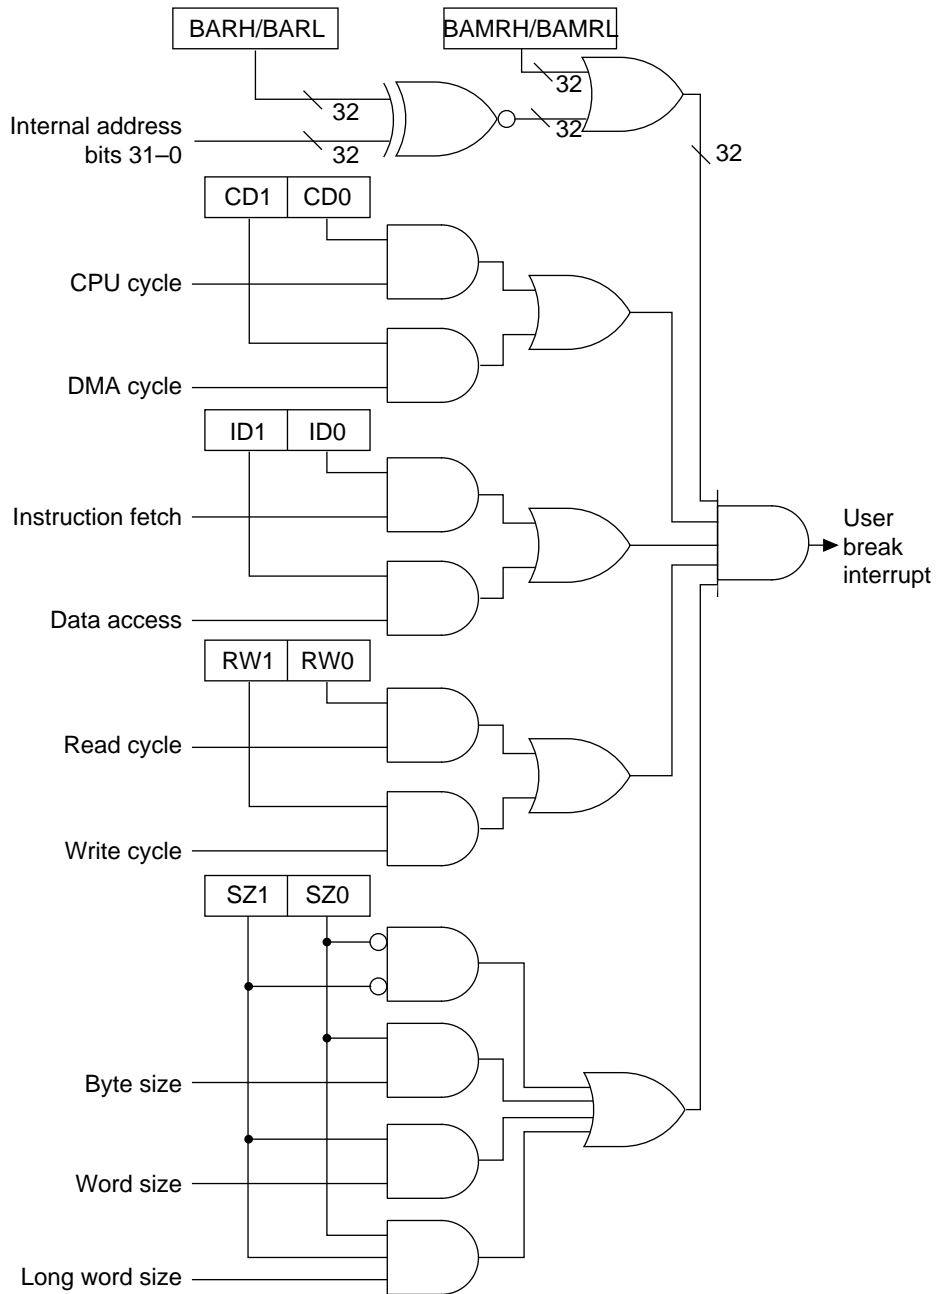 BARH/BARL
BAMRH/BAMRL
32
32
32
32
32
Internal address
bits 31–0
CD1 CD0
CPU cycle
DMA cycle
ID1 ID0
Instruction fetch
Data access
User
break
interrupt
RW1 RW0
Read cycle
Write cycle
SZ1 SZ0
Byte size
Word size
Long word size